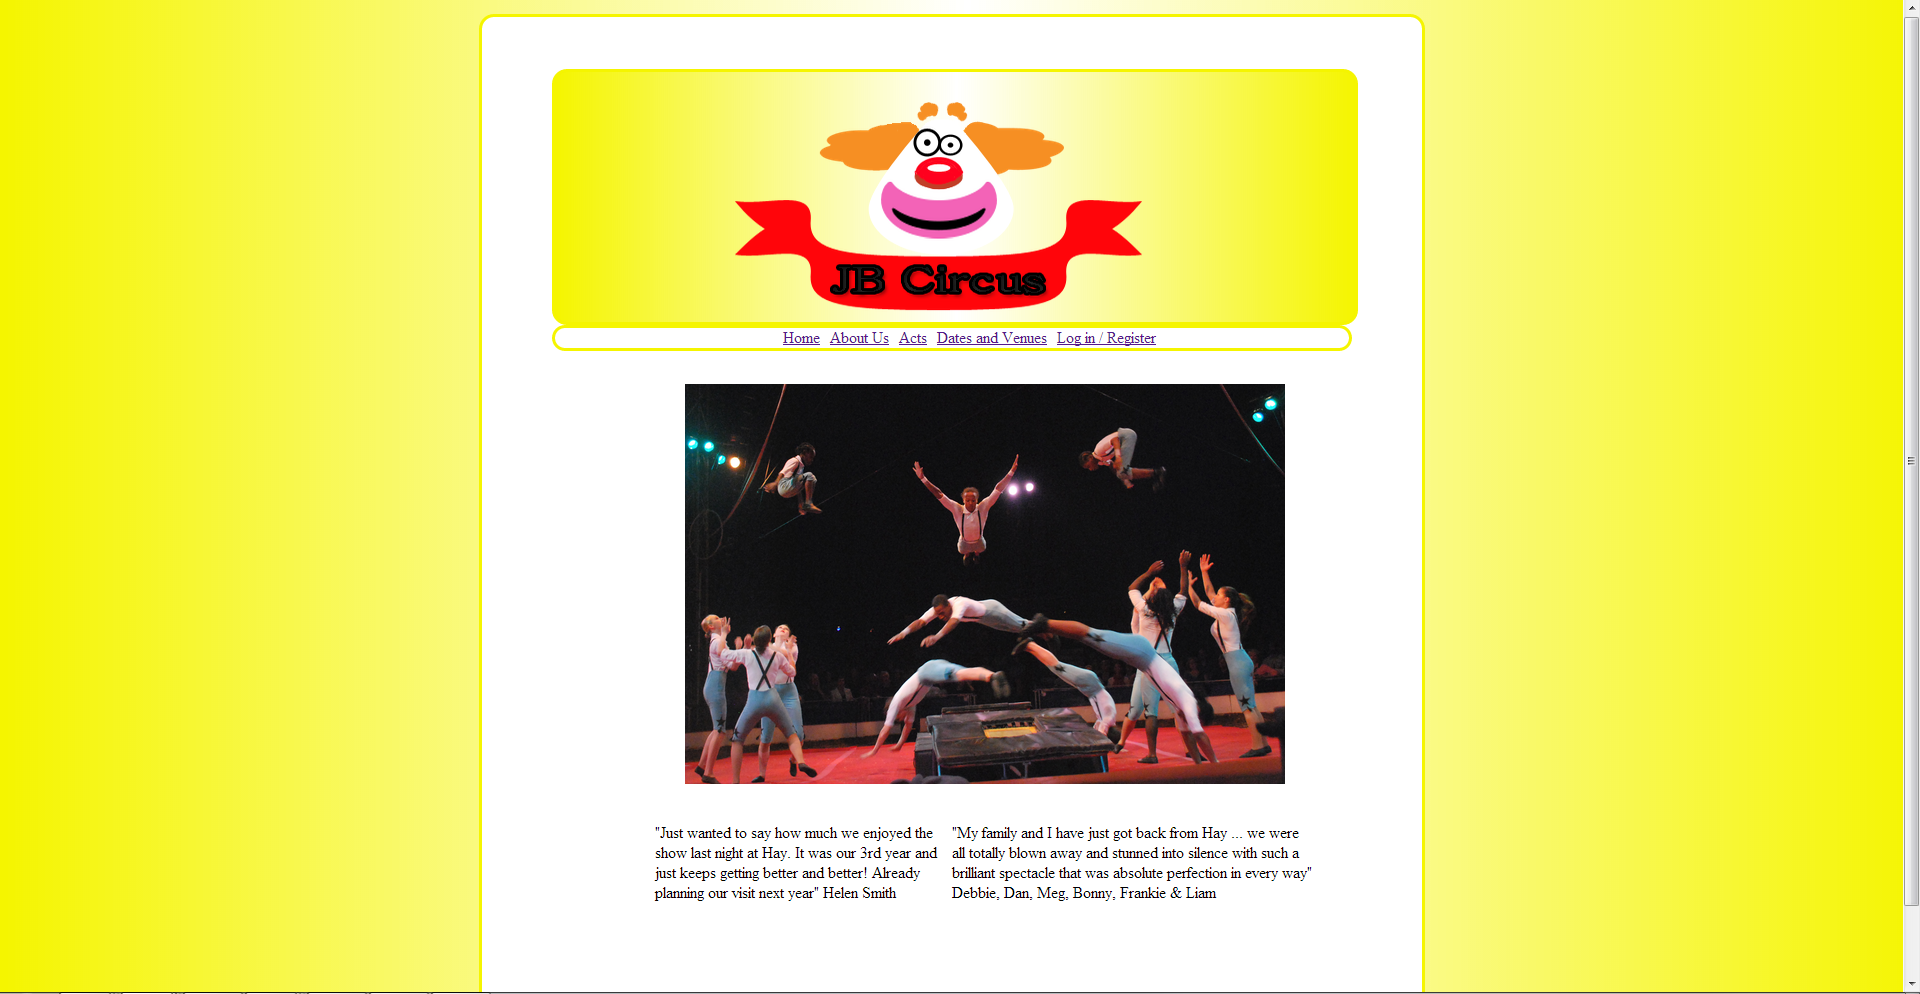 JB Circus
Home About Us Acts Dates and Venues Log in / Register
"Just wanted to say how much we enjoyed the
show last night at Hay. It was our 3rd year and
just keeps getting better and better! Already
planning our visit next year" Helen Smith
"My family and I have just got back from Hay ... we were
all totally blown away and stunned into silence with such a
brilliant spectacle that was absolute perfection in every way"
Debbie, Dan, Meg, Bonny, Frankie & Liam